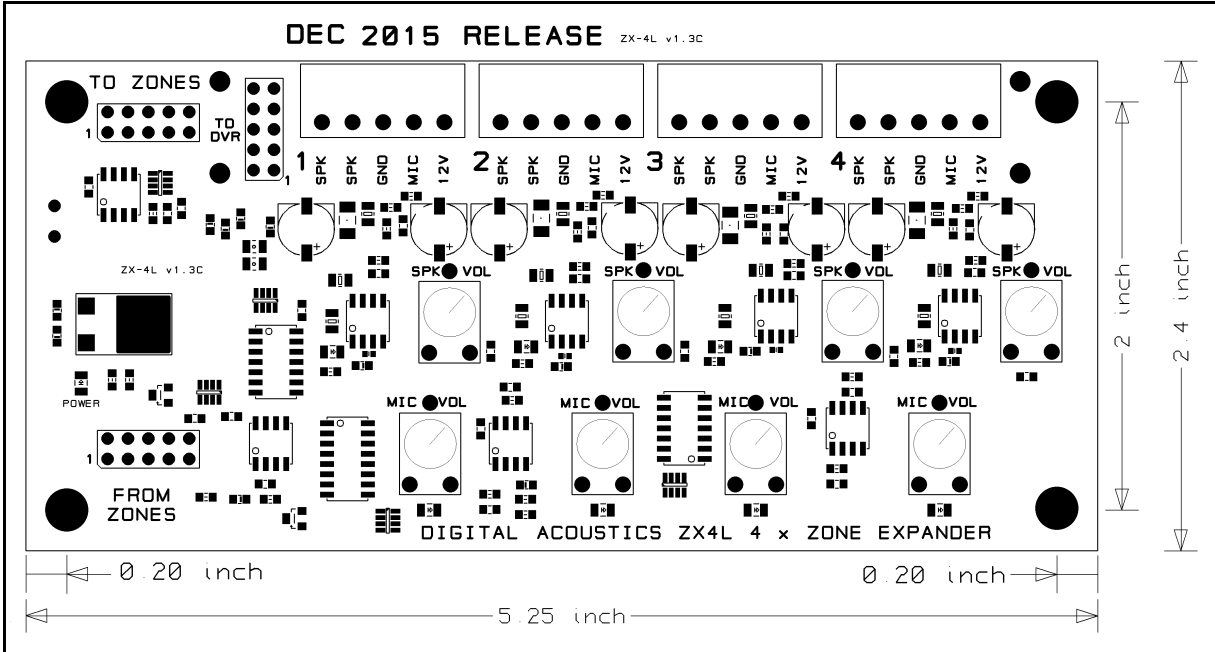 DEC 2015 RELEASE ZX-4L v1.3C
TO ZONES
1
TO
DVR
1
1 SPK SPK GND MIC 12V
2 SPK SPK GND MIC 12V
3 SPK SPK GND MIC 12V
4 SPK SPK GND MIC 12V
+ + + + + + + +
ZX-4L v1.3C
SPK VOL
SPK VOL
SPK VOL
SPK VOL
POWER
MIC VOL
MIC VOL
MIC VOL
MIC VOL
1
FROM
ZONES
DIGITAL ACOUSTICS ZX4L 4 x ZONE EXPANDER
2 inch
2.4 inch
0.20 inch
0.20 inch
5.25 inch